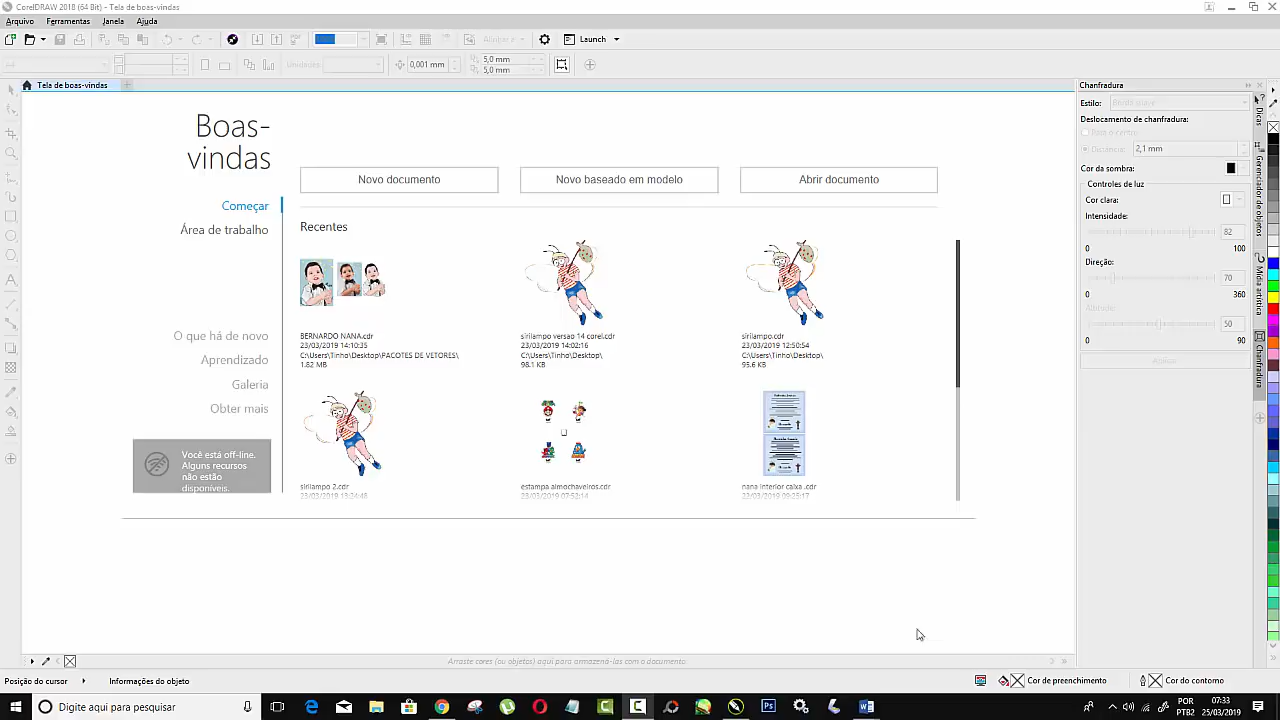 CorelDRAW 2018 (64 Bit) - Tela de boas-vindas
Arquivo Ferramentas Janela Ajuda
Launch
Unidades: 0,001 mm 5,0 mm
5,0 mm
Tela de boas-vindas
Boas-
vindas
Começar
Área de trabalho
O que há de novo
Aprendizado
Galeria
Obter mais
Você está off-line.
Alguns recursos
não estão
disponíveis.
Novo documento Novo baseado em modelo Abrir documento
Recentes
BERNARDO NANA.cdr
23/03/2019 14:10:35
C:\Users\Tinho\Desktop\PACOTES DE VETORES\
1.82 MB
sirilampo versao 14 corel.cdr
23/03/2019 14:02:16
C:\Users\Tinho\Desktop\
98.1 KB
sirilampo.cdr
23/03/2019 12:50:54
C:\Users\Tinho\Desktop\
95.6 KB
sirilampo 2.cdr
estampa almochaveiros.cdr
nana interior caixa .cdr
Chanfradura
Estilo:
Deslocamento de chanfradura:
Para o centro
Distância: 2,1 mm
Cor da sombra:
Controles de luz
Cor clara:
Intensidade:
82
0 100
Direção:
70
0 360
Altitude:
50
0 90
Aplicar
Dicas
Gerenciador de objetos
Mídia artística
Chanfradura
Arraste cores (ou objetos) aqui para armazená-las com o documento.
Posição do cursor Informações do objeto Cor de preenchimento Cor do contorno
Digite aqui para pesquisar
POR
PTB2
07:33
25/03/2019